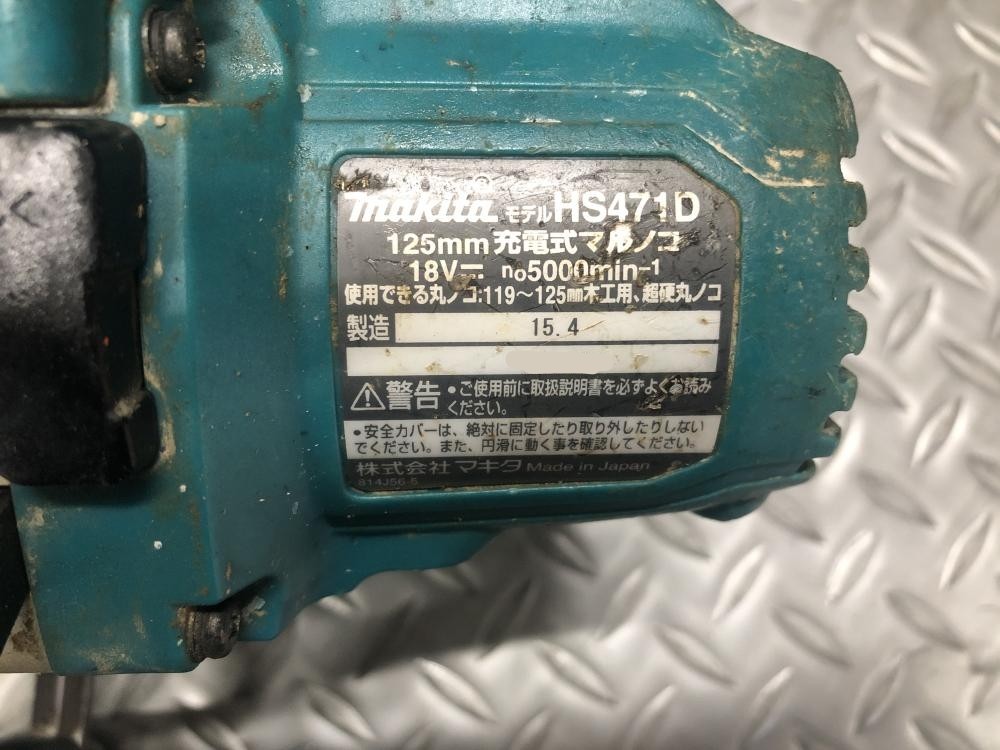 makita モデル HS471D
125mm 充電式マルノコ
18V⎓ n₀5000min⁻¹
使用できる丸ノコ:119～125mm木工用、超硬丸ノコ
製造 15.4
⚠警告 •ご使用前に取扱説明書を必ずよくお読み
ください。
•安全カバーは、絶対に固定したり取り外したりしない
でください。また、円滑に動く事を確認してください。
株式会社 マキタ Made in Japan
814J56-5